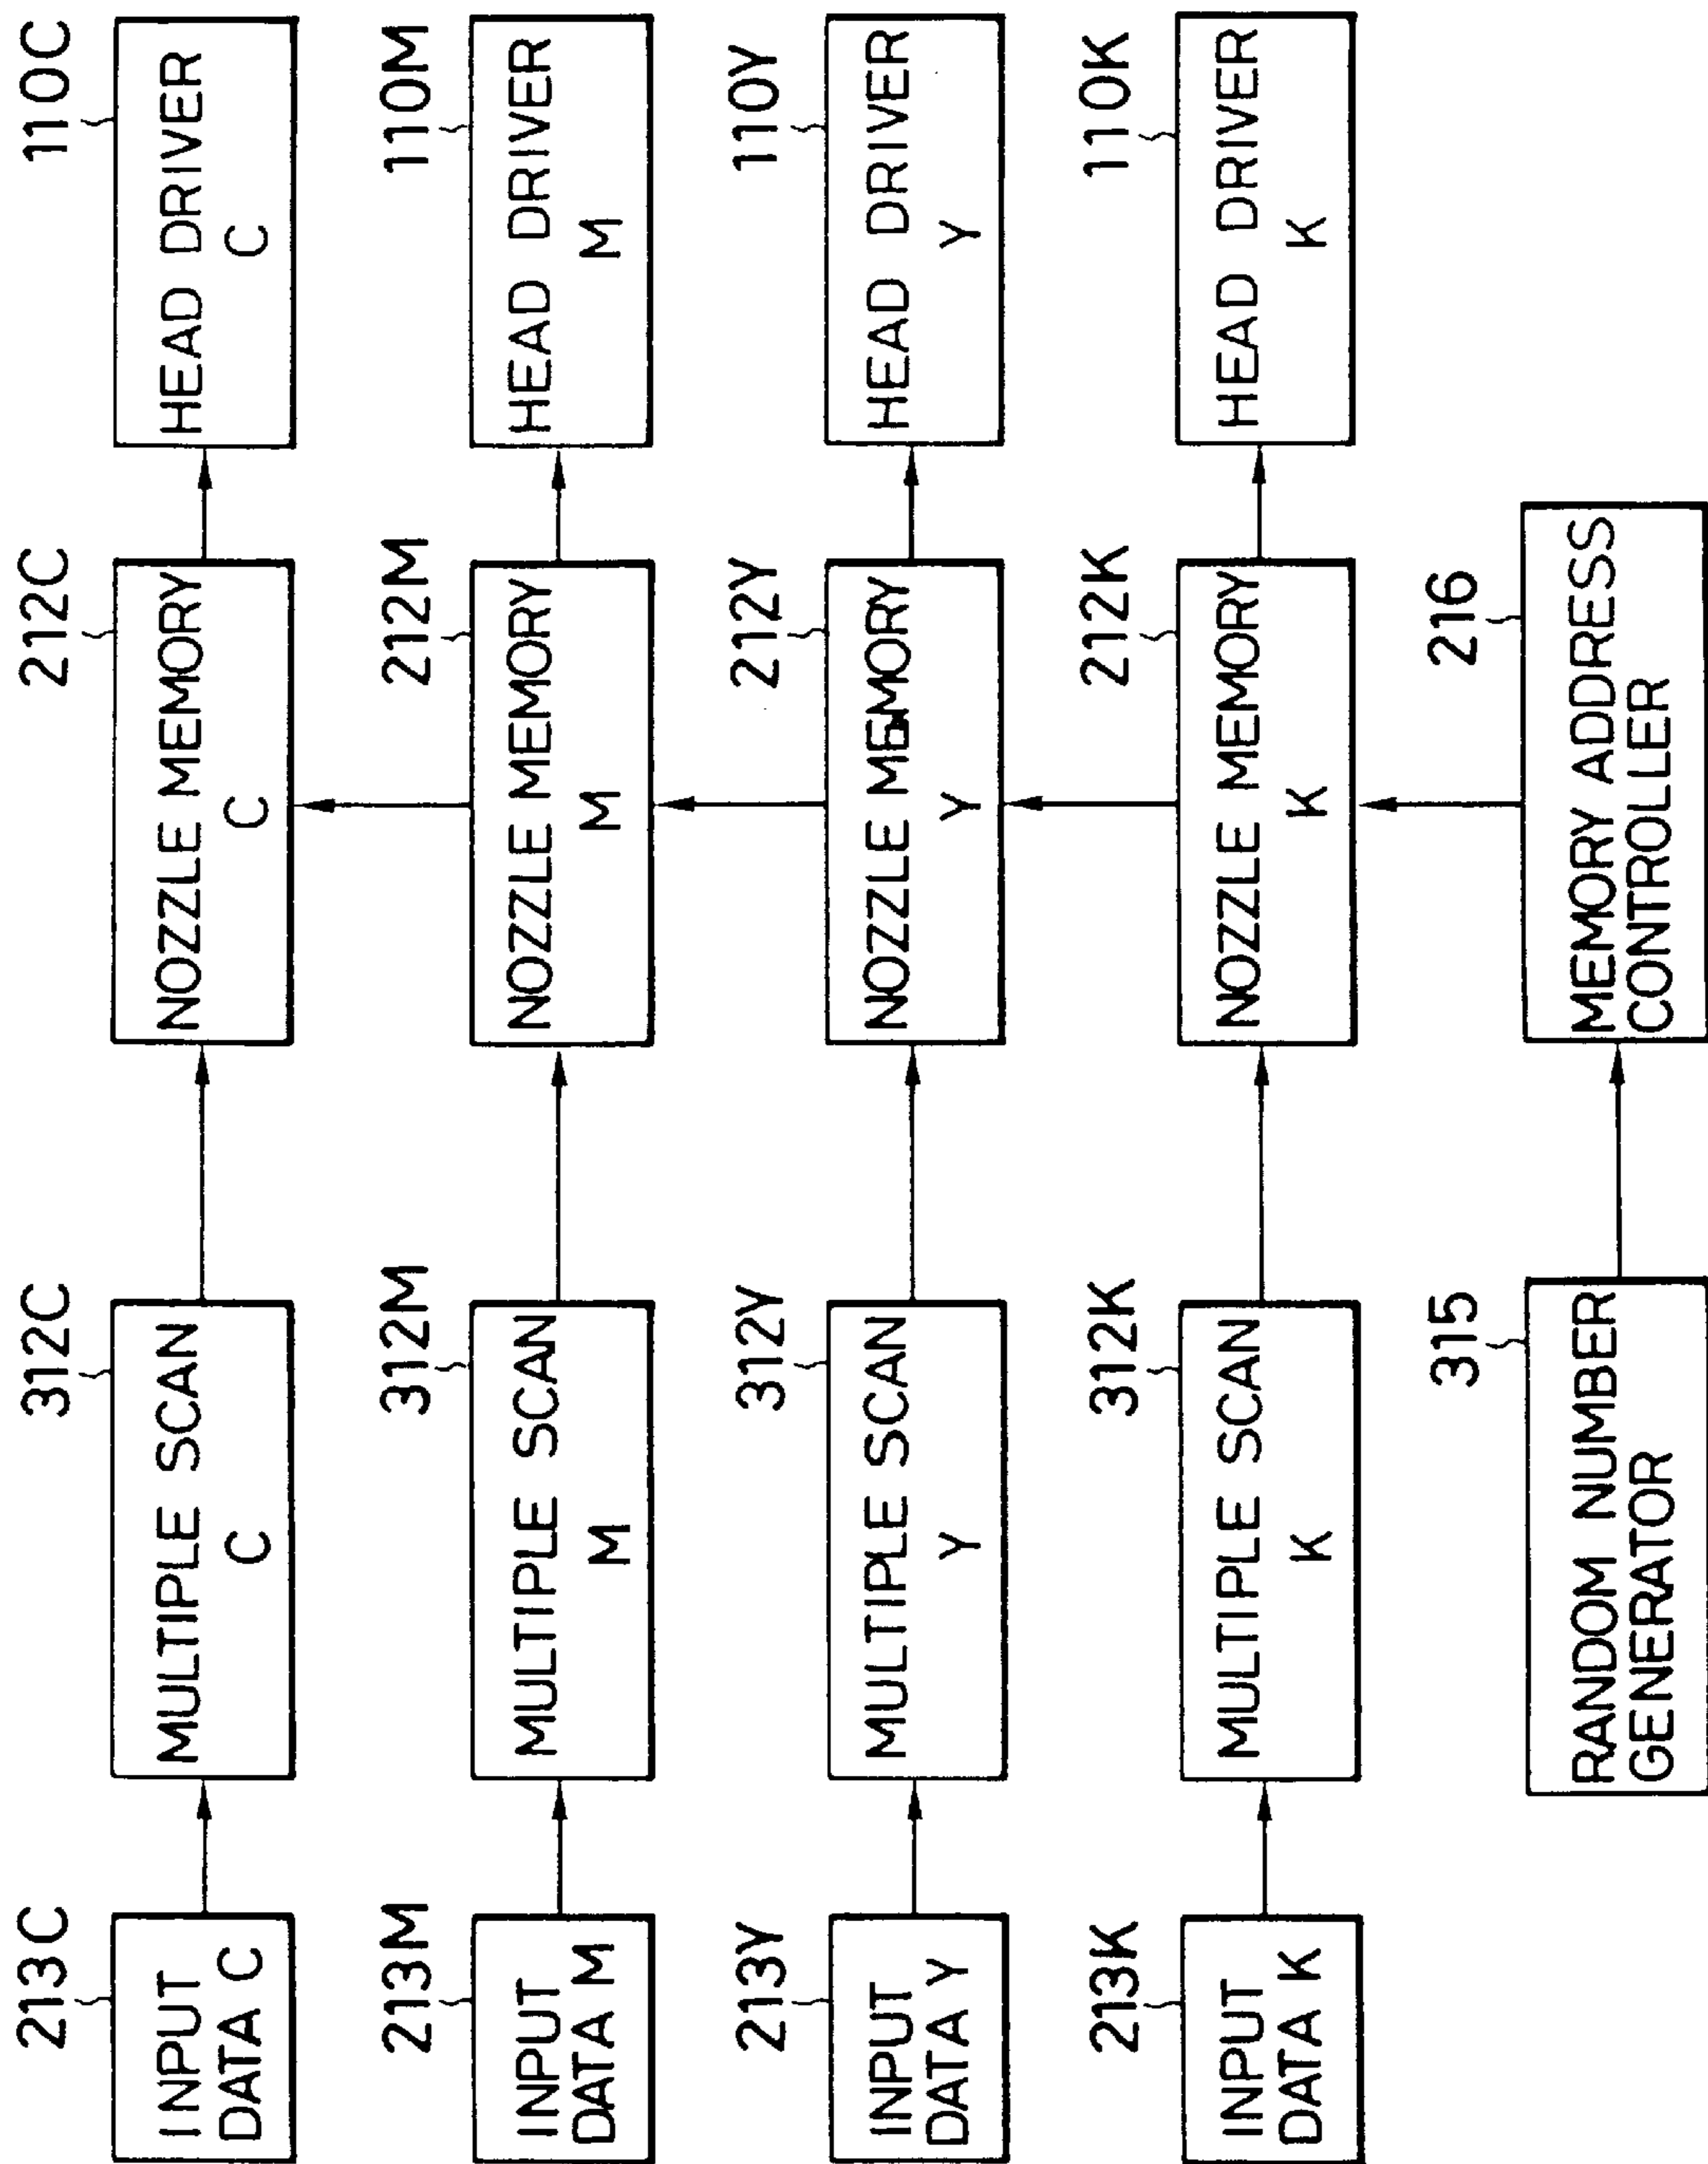 213C
INPUT
DATA C
312C
MULTIPLE SCAN
C
212C
NOZZLE MEMORY
C
110C
HEAD DRIVER
C
213M
INPUT
DATA M
312M
MULTIPLE SCAN
M
212M
NOZZLE MEMORY
M
110M
HEAD DRIVER
M
213Y
INPUT
DATA Y
312Y
MULTIPLE SCAN
Y
212Y
NOZZLE MEMORY
Y
110Y
HEAD DRIVER
Y
213K
INPUT
DATA K
312K
MULTIPLE SCAN
K
212K
NOZZLE MEMORY
K
110K
HEAD DRIVER
K
315
RANDOM NUMBER
GENERATOR
216
MEMORY ADDRESS
CONTROLLER